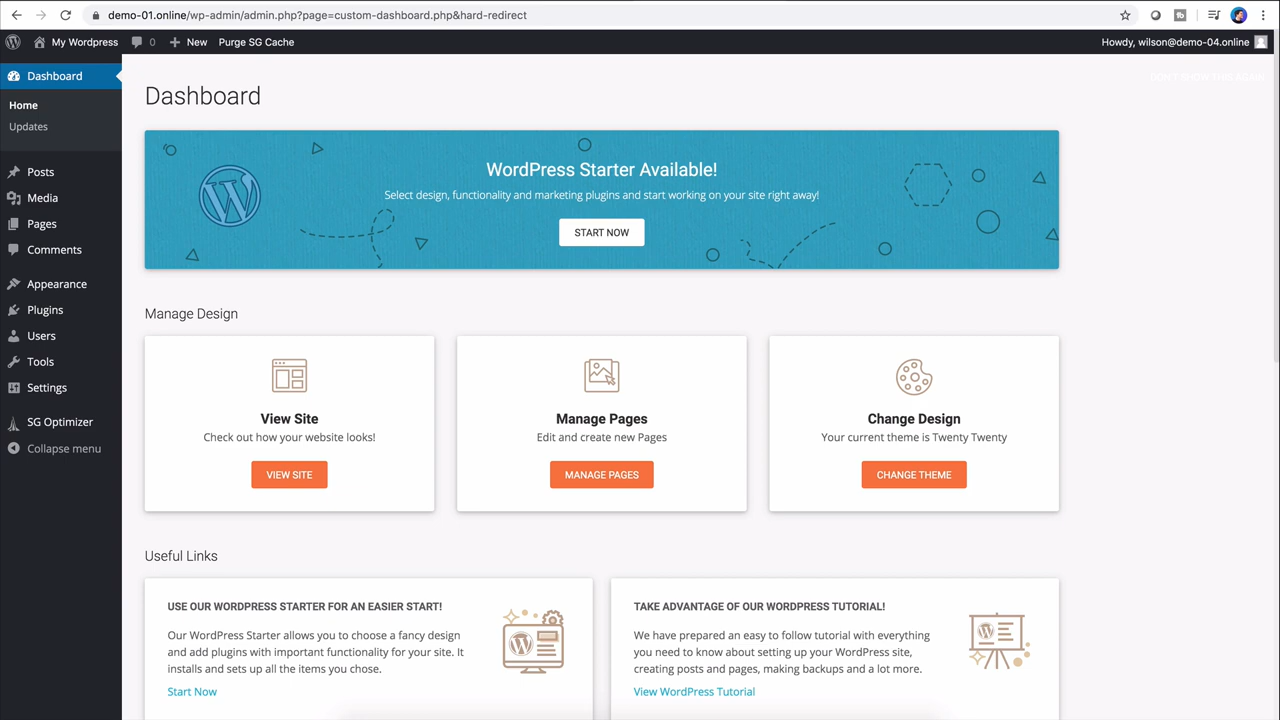 demo-01.online/wp-admin/admin.php?page=custom-dashboard.php&hard-redirect
My Wordpress 0 New Purge SG Cache Howdy, wilson@demo-04.online
Dashboard
Home
Updates
Posts
Media
Pages
Comments
Appearance
Plugins
Users
Tools
Settings
SG Optimizer
Collapse menu
Dashboard
WordPress Starter Available!
Select design, functionality and marketing plugins and start working on your site right away!
START NOW
Manage Design
View Site
Check out how your website looks!
VIEW SITE
Manage Pages
Edit and create new Pages
MANAGE PAGES
Change Design
Your current theme is Twenty Twenty
CHANGE THEME
Useful Links
USE OUR WORDPRESS STARTER FOR AN EASIER START!
Our WordPress Starter allows you to choose a fancy design
and add plugins with important functionality for your site. It
installs and sets up all the items you chose.
Start Now
TAKE ADVANTAGE OF OUR WORDPRESS TUTORIAL!
We have prepared an easy to follow tutorial with everything
you need to know about setting up your WordPress site,
creating posts and pages, making backups and a lot more.
View WordPress Tutorial